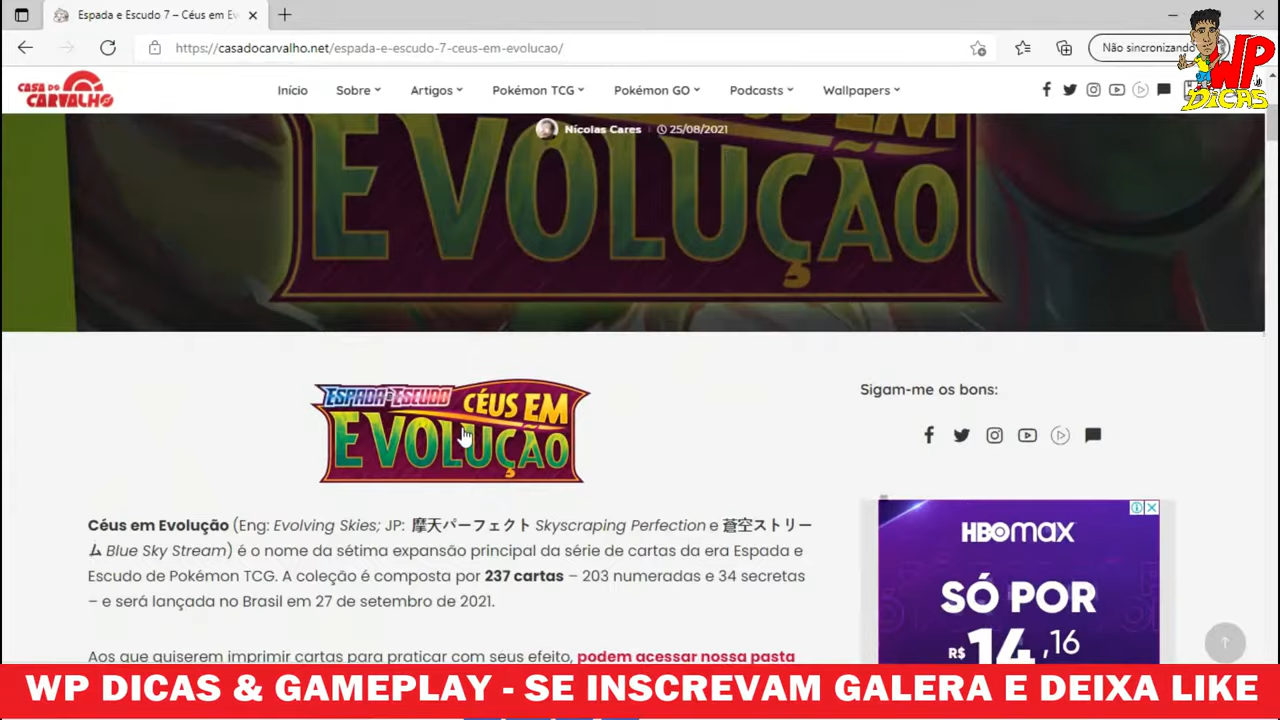 Espada e Escudo 7 – Céus em Ev
https://casadocarvalho.net/espada-e-escudo-7-ceus-em-evolucao/
Não sincronizando
WP
DICAS
CASA DO
CARVALHO
Início
Sobre
Artigos
Pokémon TCG
Pokémon GO
Podcasts
Wallpapers
EM
Nícolas Cares
25/08/2021
EVOLUÇÃO
ESPADA E ESCUDO
CÉUS EM
EVOLUÇÃO
Sigam-me os bons:
Céus em Evolução (Eng: Evolving Skies; JP: 摩天パーフェクト Skyscraping Perfection e 蒼空ストリー
ム Blue Sky Stream) é o nome da sétima expansão principal da série de cartas da era Espada e
Escudo de Pokémon TCG. A coleção é composta por 237 cartas – 203 numeradas e 34 secretas
– e será lançada no Brasil em 27 de setembro de 2021.
Aos que quiserem imprimir cartas para praticar com seus efeito, podem acessar nossa pasta
HBOmax
SÓ POR
R$ 14,16
WP DICAS & GAMEPLAY - SE INSCREVAM GALERA E DEIXA LIKE